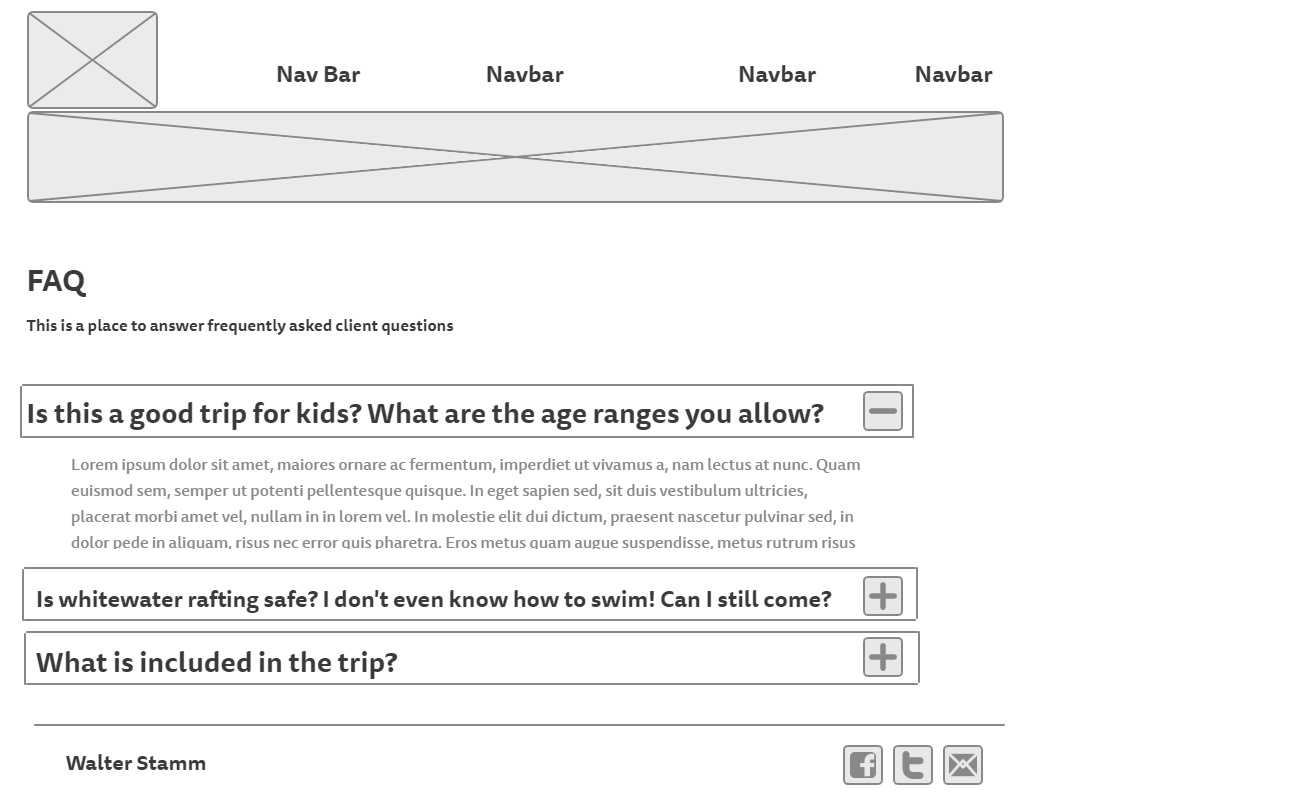 Nav Bar Navbar Navbar Navbar
FAQ
This is a place to answer frequently asked client questions
Is this a good trip for kids? What are the age ranges you allow?
Lorem ipsum dolor sit amet, maiores ornare ac fermentum, imperdiet ut vivamus a, nam lectus at nunc. Quam
euismod sem, semper ut potenti pellentesque quisque. In eget sapien sed, sit duis vestibulum ultricies,
placerat morbi amet vel, nullam in in lorem vel. In molestie elit dui dictum, praesent nascetur pulvinar sed, in
dolor pede in aliquam, risus nec error quis pharetra. Eros metus quam augue suspendisse, metus rutrum risus
Is whitewater rafting safe? I don't even know how to swim! Can I still come?
What is included in the trip?
Walter Stamm